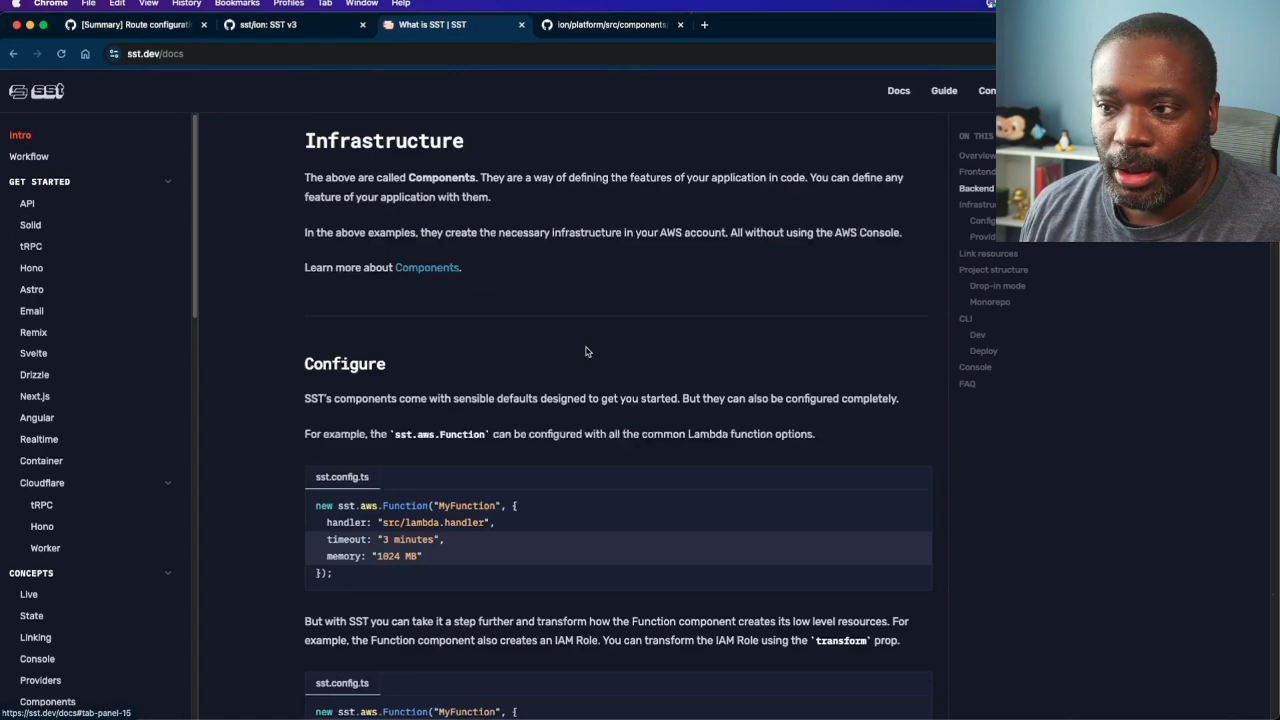 Chrome File Edit View History Bookmarks Profiles Tab Window Help
[Summary] Route configurati
sst/ion: SST v3
What is SST | SST
ion/platform/src/components/
sst.dev/docs
sst
Docs
Guide
Con
Intro
Workflow
GET STARTED
API
Solid
tRPC
Hono
Astro
Email
Remix
Svelte
Drizzle
Next.js
Angular
Realtime
Container
Cloudflare
tRPC
Hono
Worker
CONCEPTS
Live
State
Linking
Console
Providers
Components
https://sst.dev/docs#tab-panel-15
Infrastructure
The above are called Components. They are a way of defining the features of your application in code. You can define any
feature of your application with them.
In the above examples, they create the necessary infrastructure in your AWS account. All without using the AWS Console.
Learn more about Components.
Configure
SST's components come with sensible defaults designed to get you started. But they can also be configured completely.
For example, the `sst.aws.Function` can be configured with all the common Lambda function options.
sst.config.ts
new sst.aws.Function("MyFunction", {
handler: "src/lambda.handler",
timeout: "3 minutes",
memory: "1024 MB"
});
But with SST you can take it a step further and transform how the Function component creates its low level resources. For
example, the Function component also creates an IAM Role. You can transform the IAM Role using the `transform` prop.
sst.config.ts
new sst.aws.Function("MyFunction", {
ON THIS
Overview
Frontend
Backend
Infrastruc
Config
Provid
Link resources
Project structure
Drop-in mode
Monorepo
CLI
Dev
Deploy
Console
FAQ